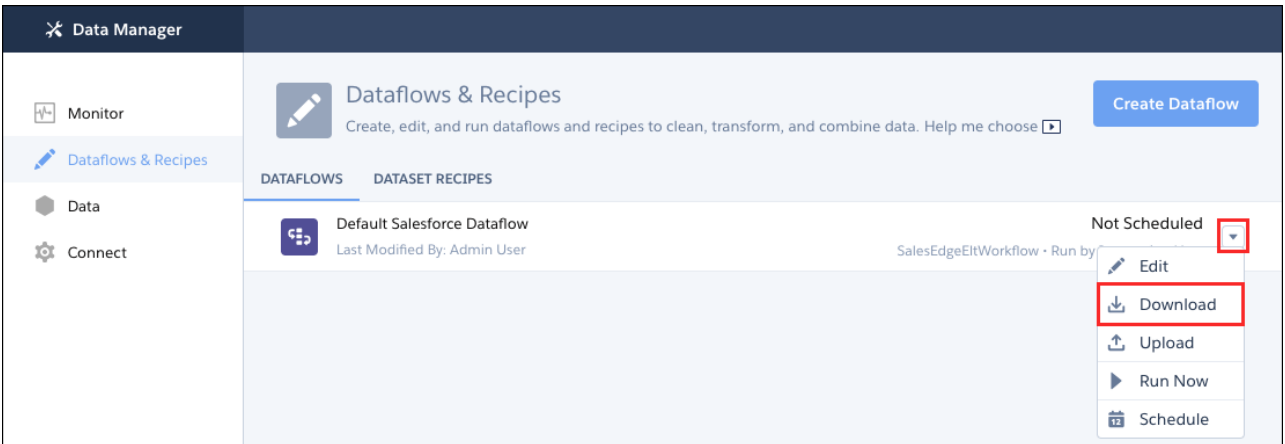 Data Manager
Monitor
Dataflows & Recipes
Data
Connect
Dataflows & Recipes
Create, edit, and run dataflows and recipes to clean, transform, and combine data. Help me choose
Create Dataflow
DATAFLOWS DATASET RECIPES
Default Salesforce Dataflow
Last Modified By: Admin User
Not Scheduled
SalesEdgeEltWorkflow • Run by
Edit
Download
Upload
Run Now
12
Schedule